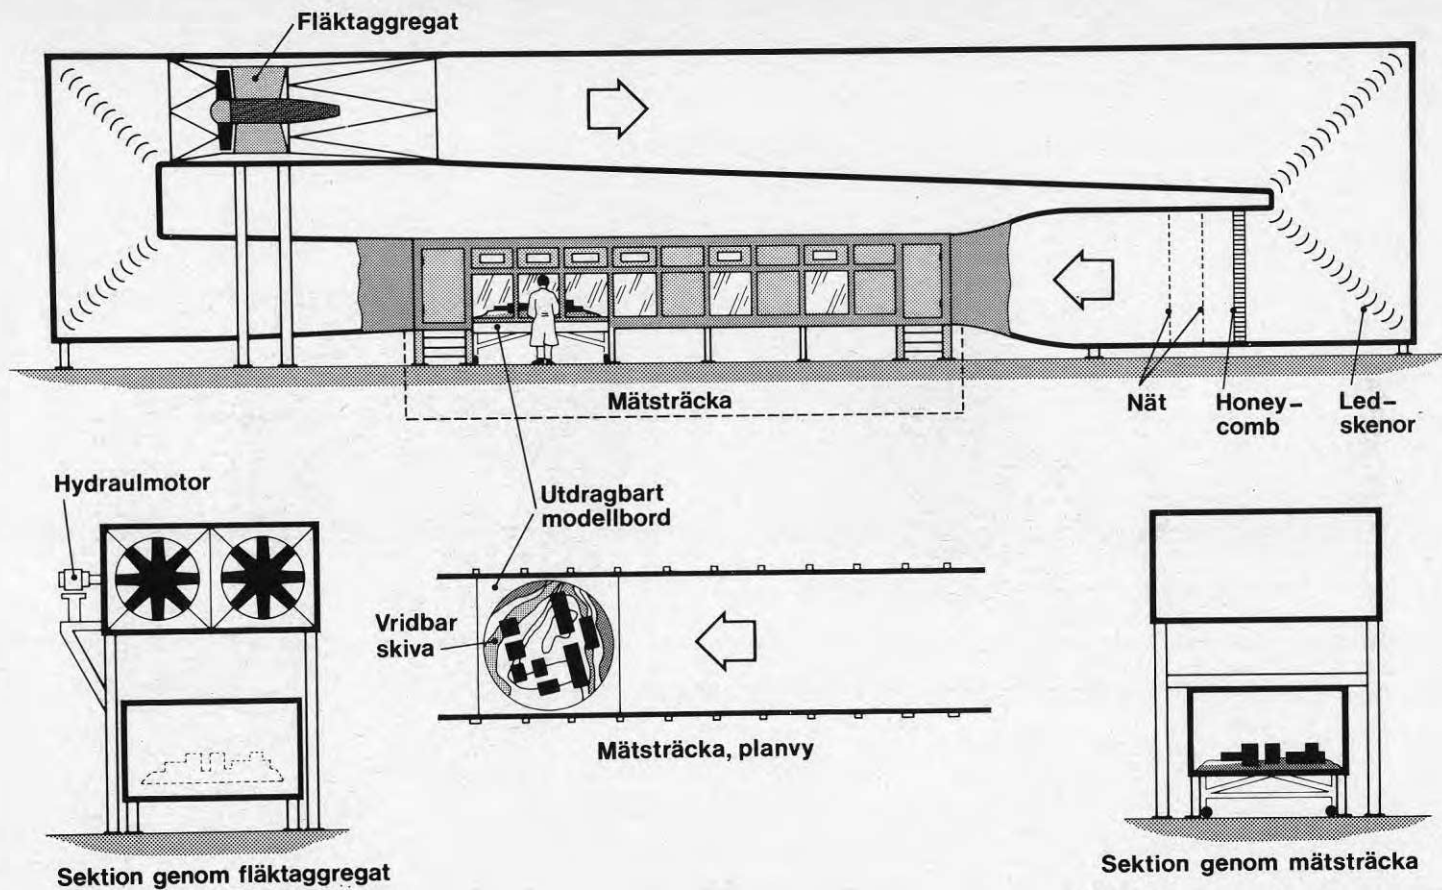 Fläktaggregat
Mätsträcka
Nät
Honey-
comb
Led-
skenor
Hydraulmotor
Utdragbart
modellbord
Vridbar
skiva
Mätsträcka, planvy
Sektion genom fläktaggregat
Sektion genom mätsträcka